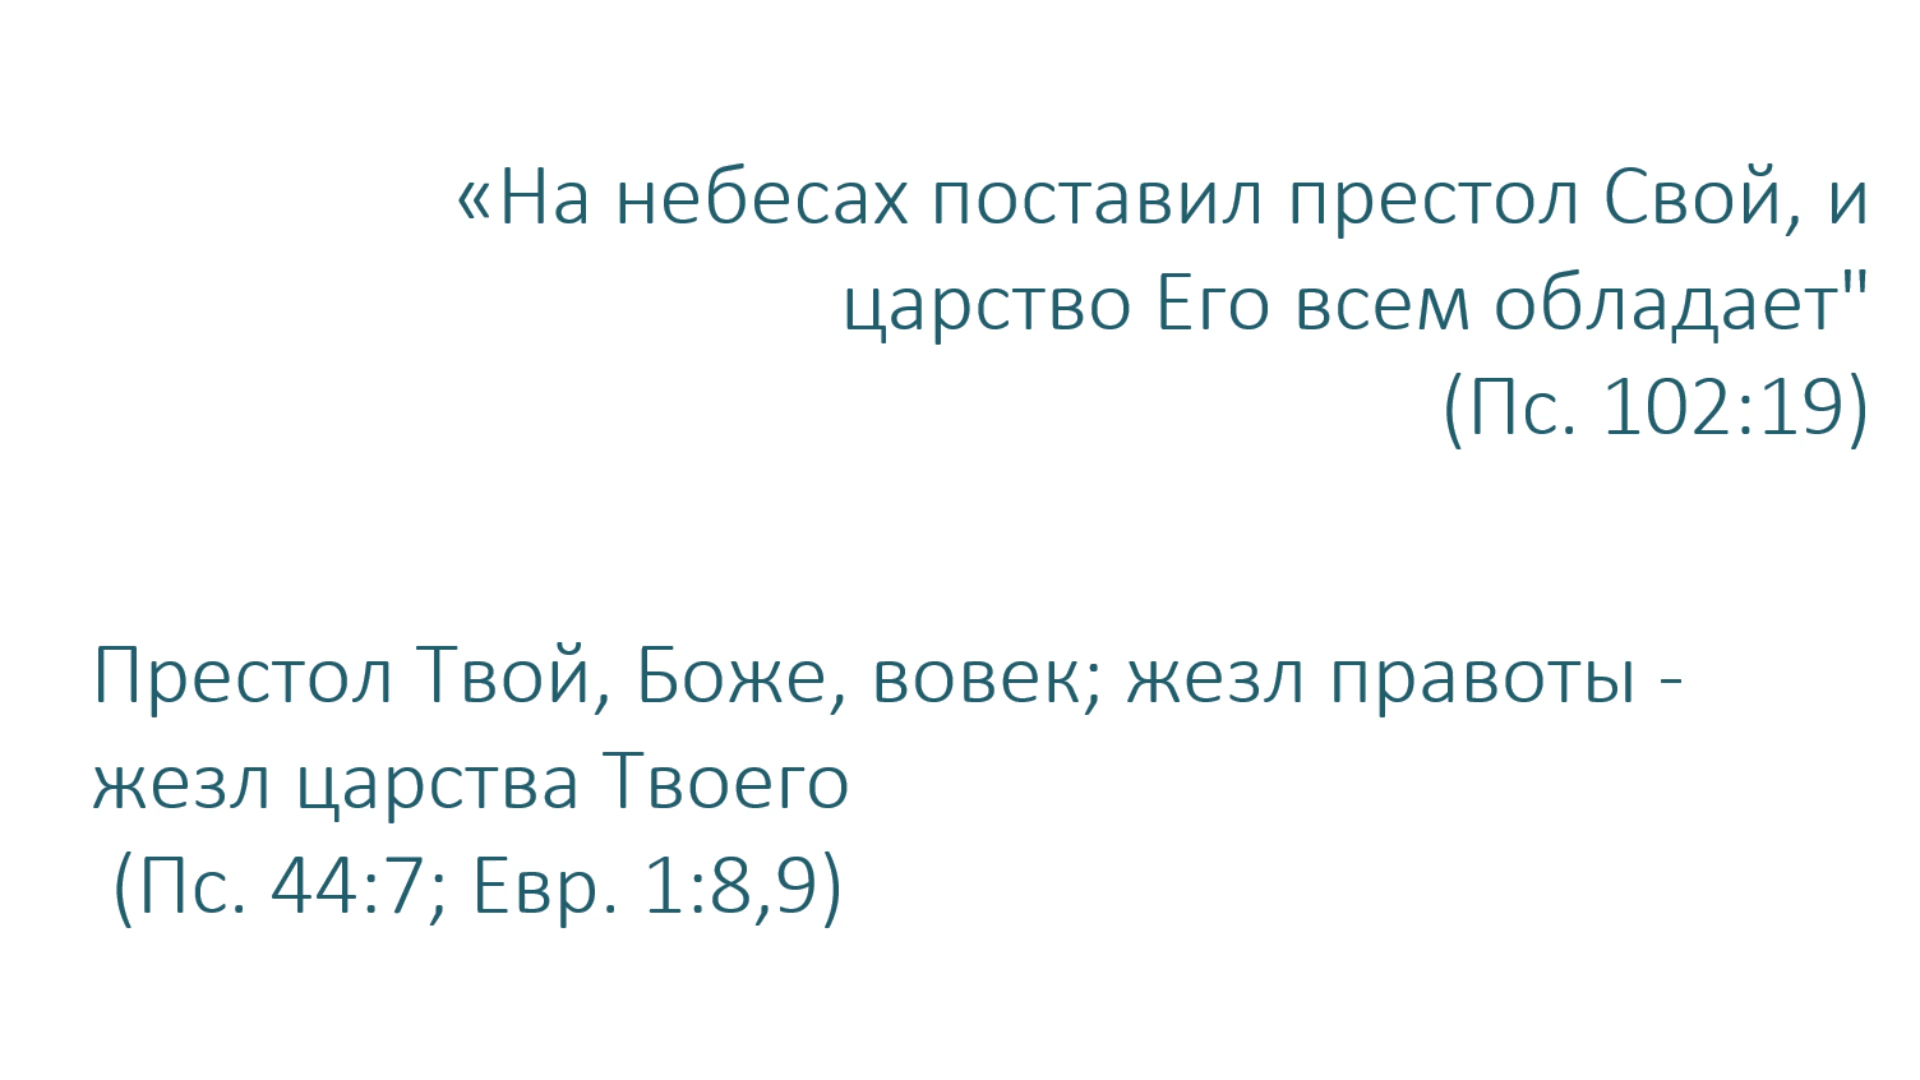 «На небесах поставил престол Свой, и
царство Его всем обладает"
(Пс. 102:19)
Престол Твой, Боже, вовек; жезл правоты -
жезл царства Твоего
(Пс. 44:7; Евр. 1:8,9)